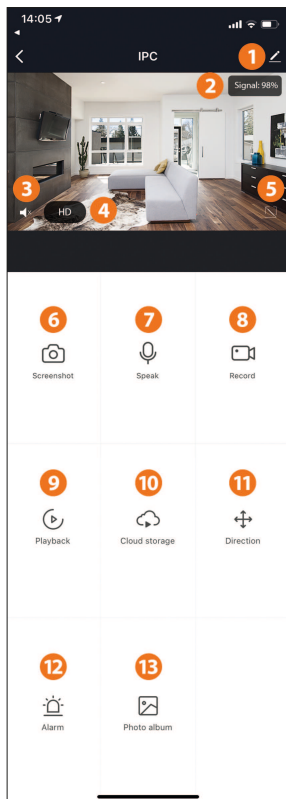 14:05
IPC
1
2
Signal: 98%
3
HD
4
5
6
7
8
Screenshot
Speak
Record
9
10
11
Playback
Cloud storage
Direction
12
13
Alarm
Photo album